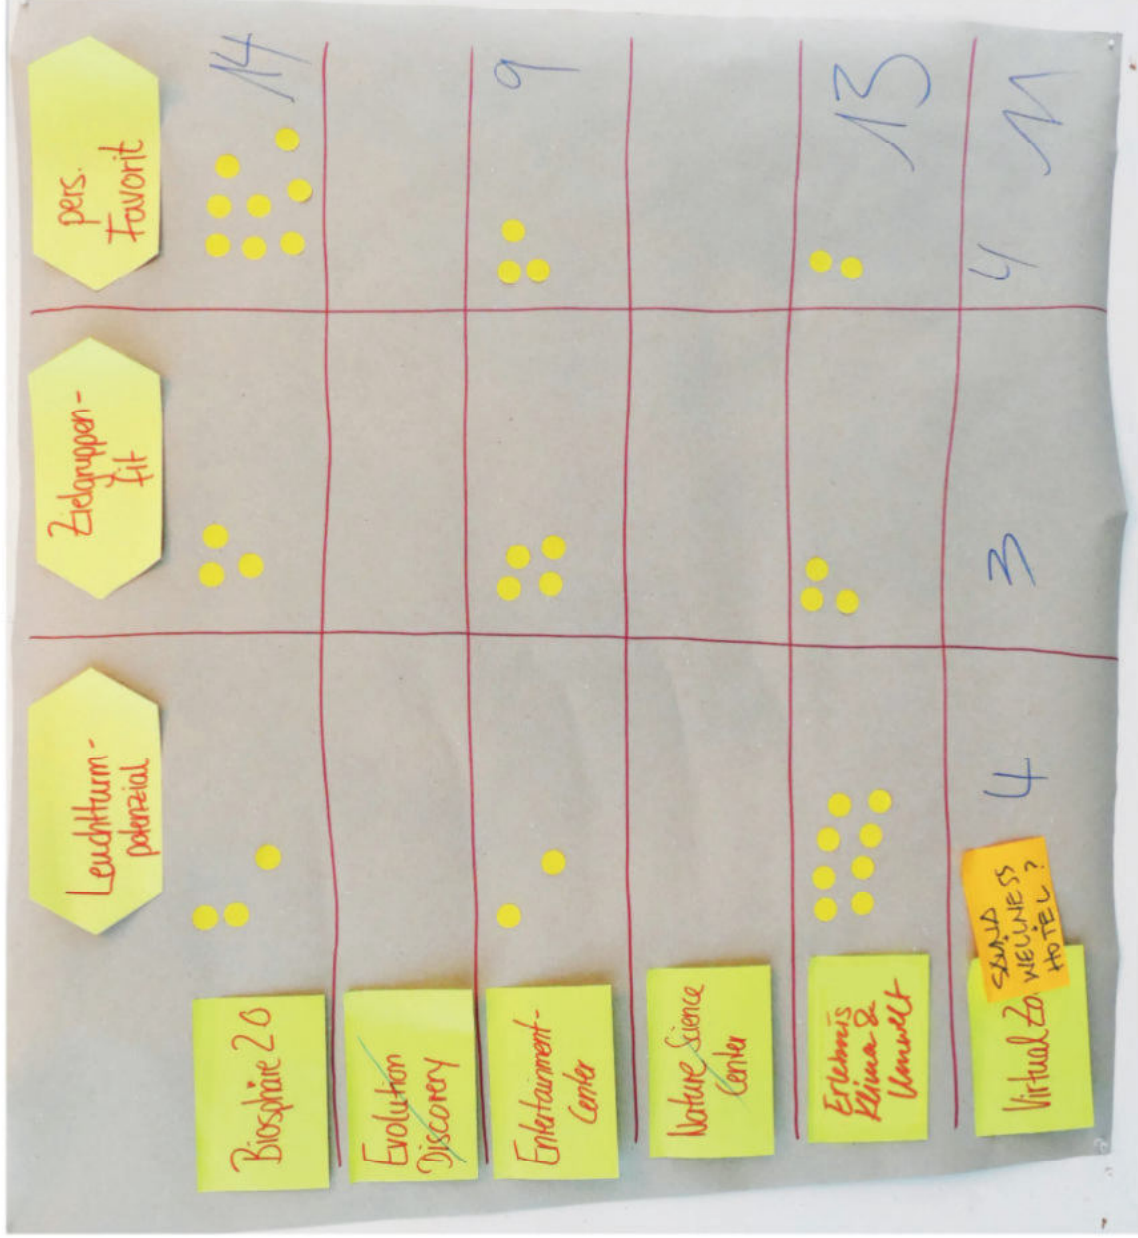 Leuchtturm-
potenzial
Zielgruppen-
fit
pers.
Favorit
Biosphäre 2.0
14
Evolution
Discovery
Entertainment-
Center
9
Nature Science
Center
Erlebnis
Klima &
Umwelt
13
Virtual Zo
SAUNA
WELLNESS
HOTEL?
4
3
4
11